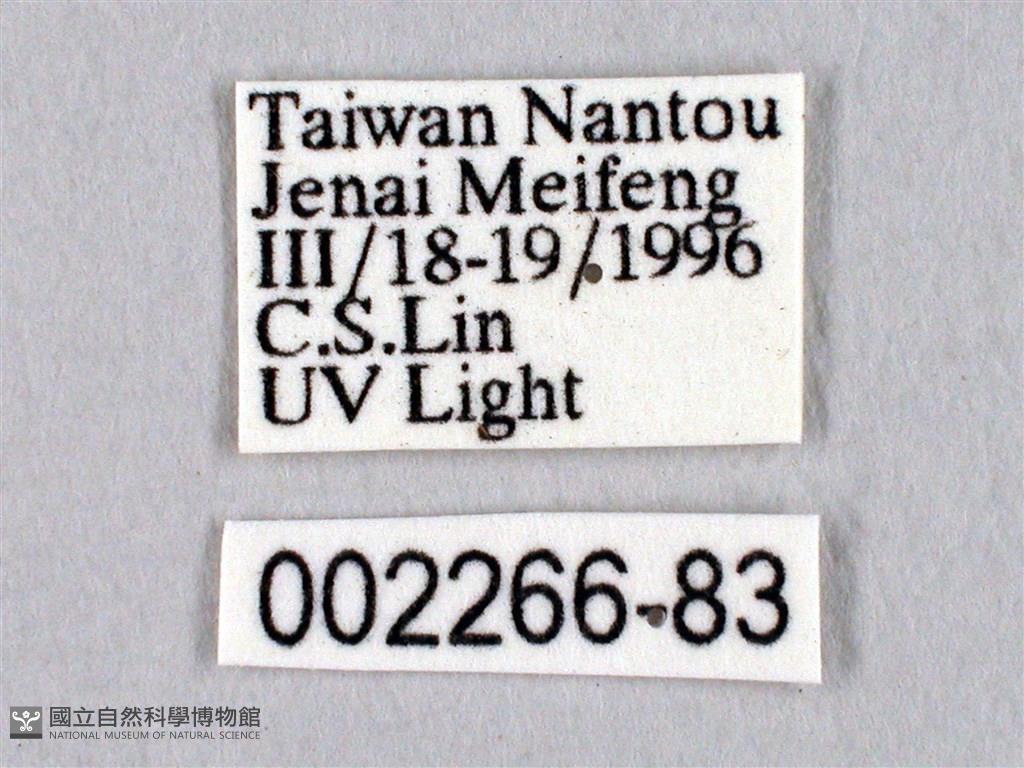 Taiwan Nantou
Jenai Meifeng
III/18-19/1996
C.S.Lin
UV Light
002266-83
國立自然科學博物館
NATIONAL MUSEUM OF NATURAL SCIENCE